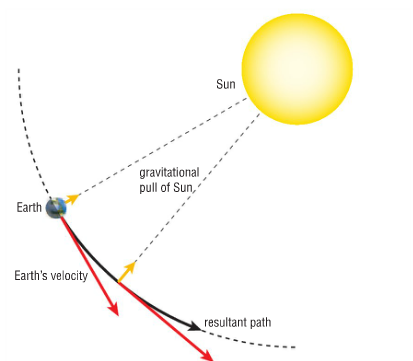 Sun
gravitational
pull of Sun
Earth
Earth's velocity
resultant path